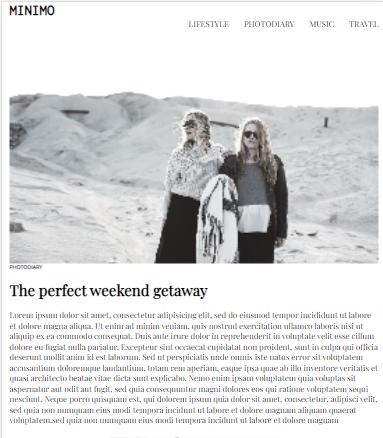 MINIMO
LIFESTYLE PHOTODIARY MUSIC TRAVEL
PHOTODIARY
The perfect weekend getaway
Lorem ipsum dolor sit amet, consectetur adipisicing elit, sed do eiusmod tempor incididunt ut labore
et dolore magna aliqua. Ut enim ad minim veniam, quis nostrud exercitation ullamco laboris nisi ut
aliquip ex ea commodo consequat. Duis aute irure dolor in reprehenderit in voluptate velit esse cillum
dolore eu fugiat nulla pariatur. Excepteur sint occaecat cupidatat non proident, sunt in culpa qui officia
deserunt mollit anim id est laborum. Sed ut perspiciatis unde omnis iste natus error sit voluptatem
accusantium doloremque laudantium, totam rem aperiam, eaque ipsa quae ab illo inventore veritatis et
quasi architecto beatae vitae dicta sunt explicabo. Nemo enim ipsam voluptatem quia voluptas sit
aspernatur aut odit aut fugit, sed quia consequuntur magni dolores eos qui ratione voluptatem sequi
nesciunt. Neque porro quisquam est, qui dolorem ipsum quia dolor sit amet, consectetur, adipisci velit,
sed quia non numquam eius modi tempora incidunt ut labore et dolore magnam aliquam quaerat
voluptatem.sed quia non numquam eius modi tempora incidunt ut labore et dolore magnam